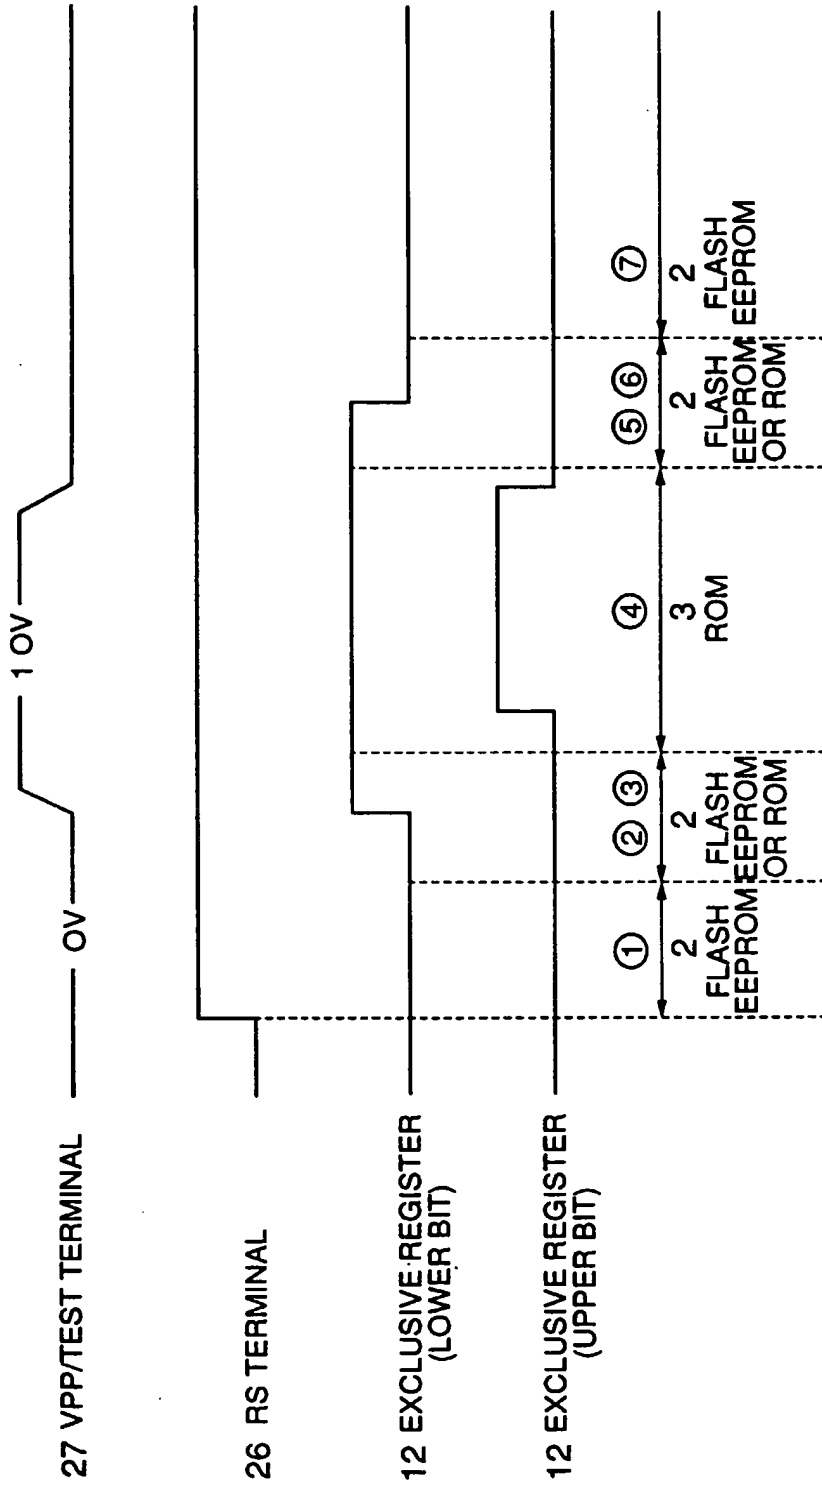 27 VPP/TEST TERMINAL
OV
1 OV
26 RS TERMINAL
12 EXCLUSIVE REGISTER
(LOWER BIT)
12 EXCLUSIVE REGISTER
(UPPER BIT)
①
2
FLASH
EEPROM
② ③
2
FLASH
EEPROM
OR ROM
④
3
ROM
⑤ ⑥
2
FLASH
EEPROM
OR ROM
⑦
2
FLASH
EEPROM